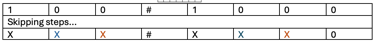 1 0 0 # 1 0 0 0
Skipping steps...
X X X # X X X 0